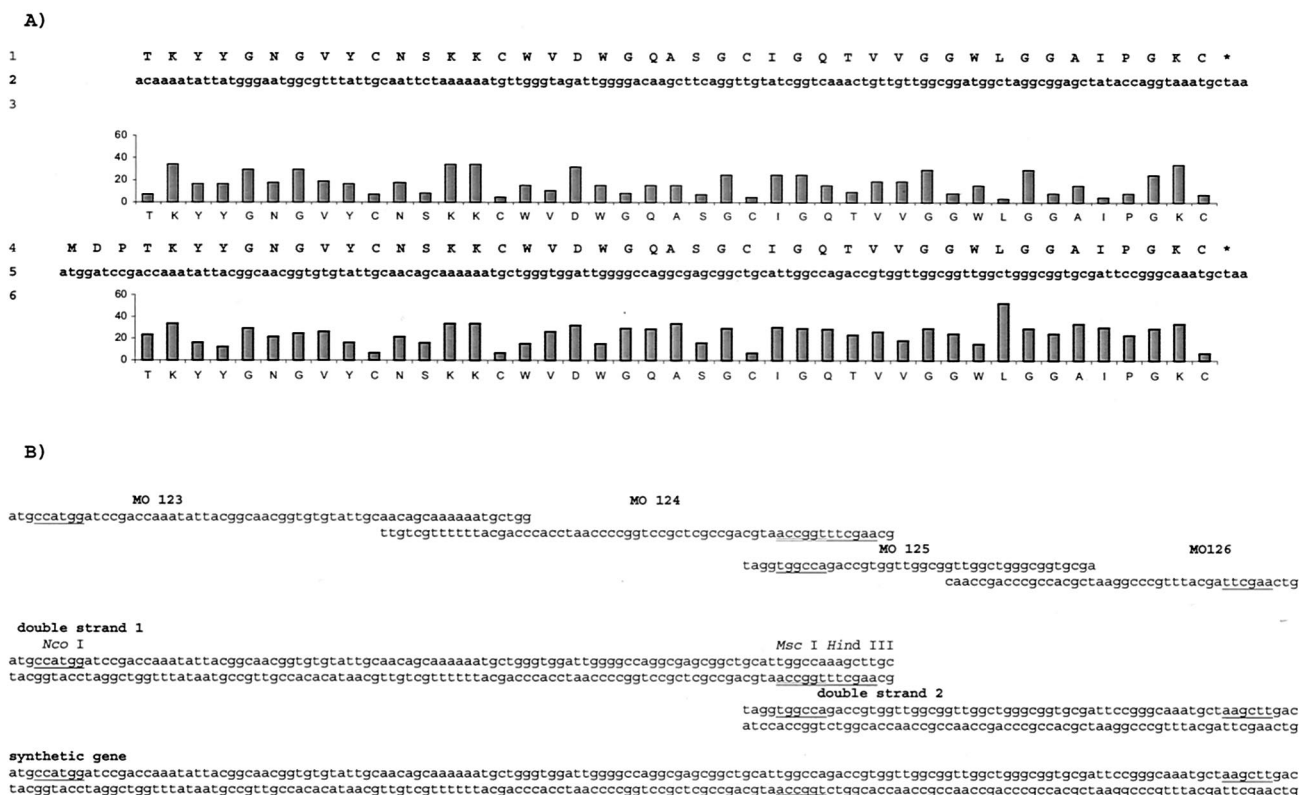 A)
1 T K Y Y G N G V Y C N S K K C W V D W G Q A S G C I G Q T V V G G W L G G A I P G K C *
2 acaaaatattatgggaatggcgtttattgcaattctaaaaaatgttgggtagattggggacaagcttcaggttgtatcggtcaaactgttgttggcggatggctaggcggagctataccaggtaaatgctaa
3
60
40
20
0
T K Y Y G N G V Y C N S K K C W V D W G Q A S G C I G Q T V V G G W L G G A I P G K C
4 M D P T K Y Y G N G V Y C N S K K C W V D W G Q A S G C I G Q T V V G G W L G G A I P G K C *
5 atggatccgaccaaatattacggcaacggtgtgtattgcaacagcaaaaaatgctgggtggattggggccaggcgagcggctgcattggccagaccgtggttggcggttggctgggcggtgcgattccgggcaaatgctaa
6
60
40
20
0
T K Y Y G N G V Y C N S K K C W V D W G Q A S G C I G Q T V V G G W L G G A I P G K C
B)
MO 123 MO 124
atgccatggatccgaccaaatattacggcaacggtgtgtattgcaacagcaaaaaatgctgg
ttgtcgttttttacgacccacctaaccccggtccgctcgccgacgtaaccggtttcgaacg
MO 125 MO126
taggtggccagaccgtggttggcggttggctgggcggtgcga
caaccgacccgccacgctaaggcccgtttacgattcgaactg
double strand 1
Nco I Msc I Hind III
atgccatggatccgaccaaatattacggcaacggtgtgtattgcaacagcaaaaaatgctgggtggattggggccaggcgagcggctgcattggccaaagcttgc
tacggtacctaggctggtttataatgccgttgccacacataacgttgtcgttttttacgacccacctaaccccggtccgctcgccgacgtaaccggtttcgaacg
double strand 2
taggtggccagaccgtggttggcggttggctgggcggtgcgattccgggcaaatgctaagcttgac
atccaccggtctggcaccaaccgccaaccgacccgccacgctaaggcccgtttacgattcgaactg
synthetic gene
atgccatggatccgaccaaatattacggcaacggtgtgtattgcaacagcaaaaaatgctgggtggattggggccaggcgagcggctgcattggccagaccgtggttggcggttggctgggcggtgcgattccgggcaaatgctaagcttgac
tacggtacctaggctggtttataatgccgttgccacacataacgttgtcgttttttacgacccacctaaccccggtccgctcgccgacgtaaccggtctggcaccaaccgccaaccgacccgccacgctaaggcccgtttacgattcgaactg